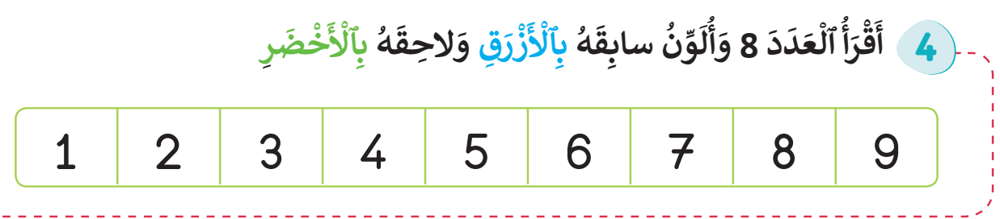 4 أَقْرَأُ ٱلْعَدَدَ 8 وَأُلَوِّنُ سابِقَهُ بِٱلْأَزْرَقِ وَلاحِقَهُ بِٱلْأَخْضَرِ
1 2 3 4 5 6 7 8 9